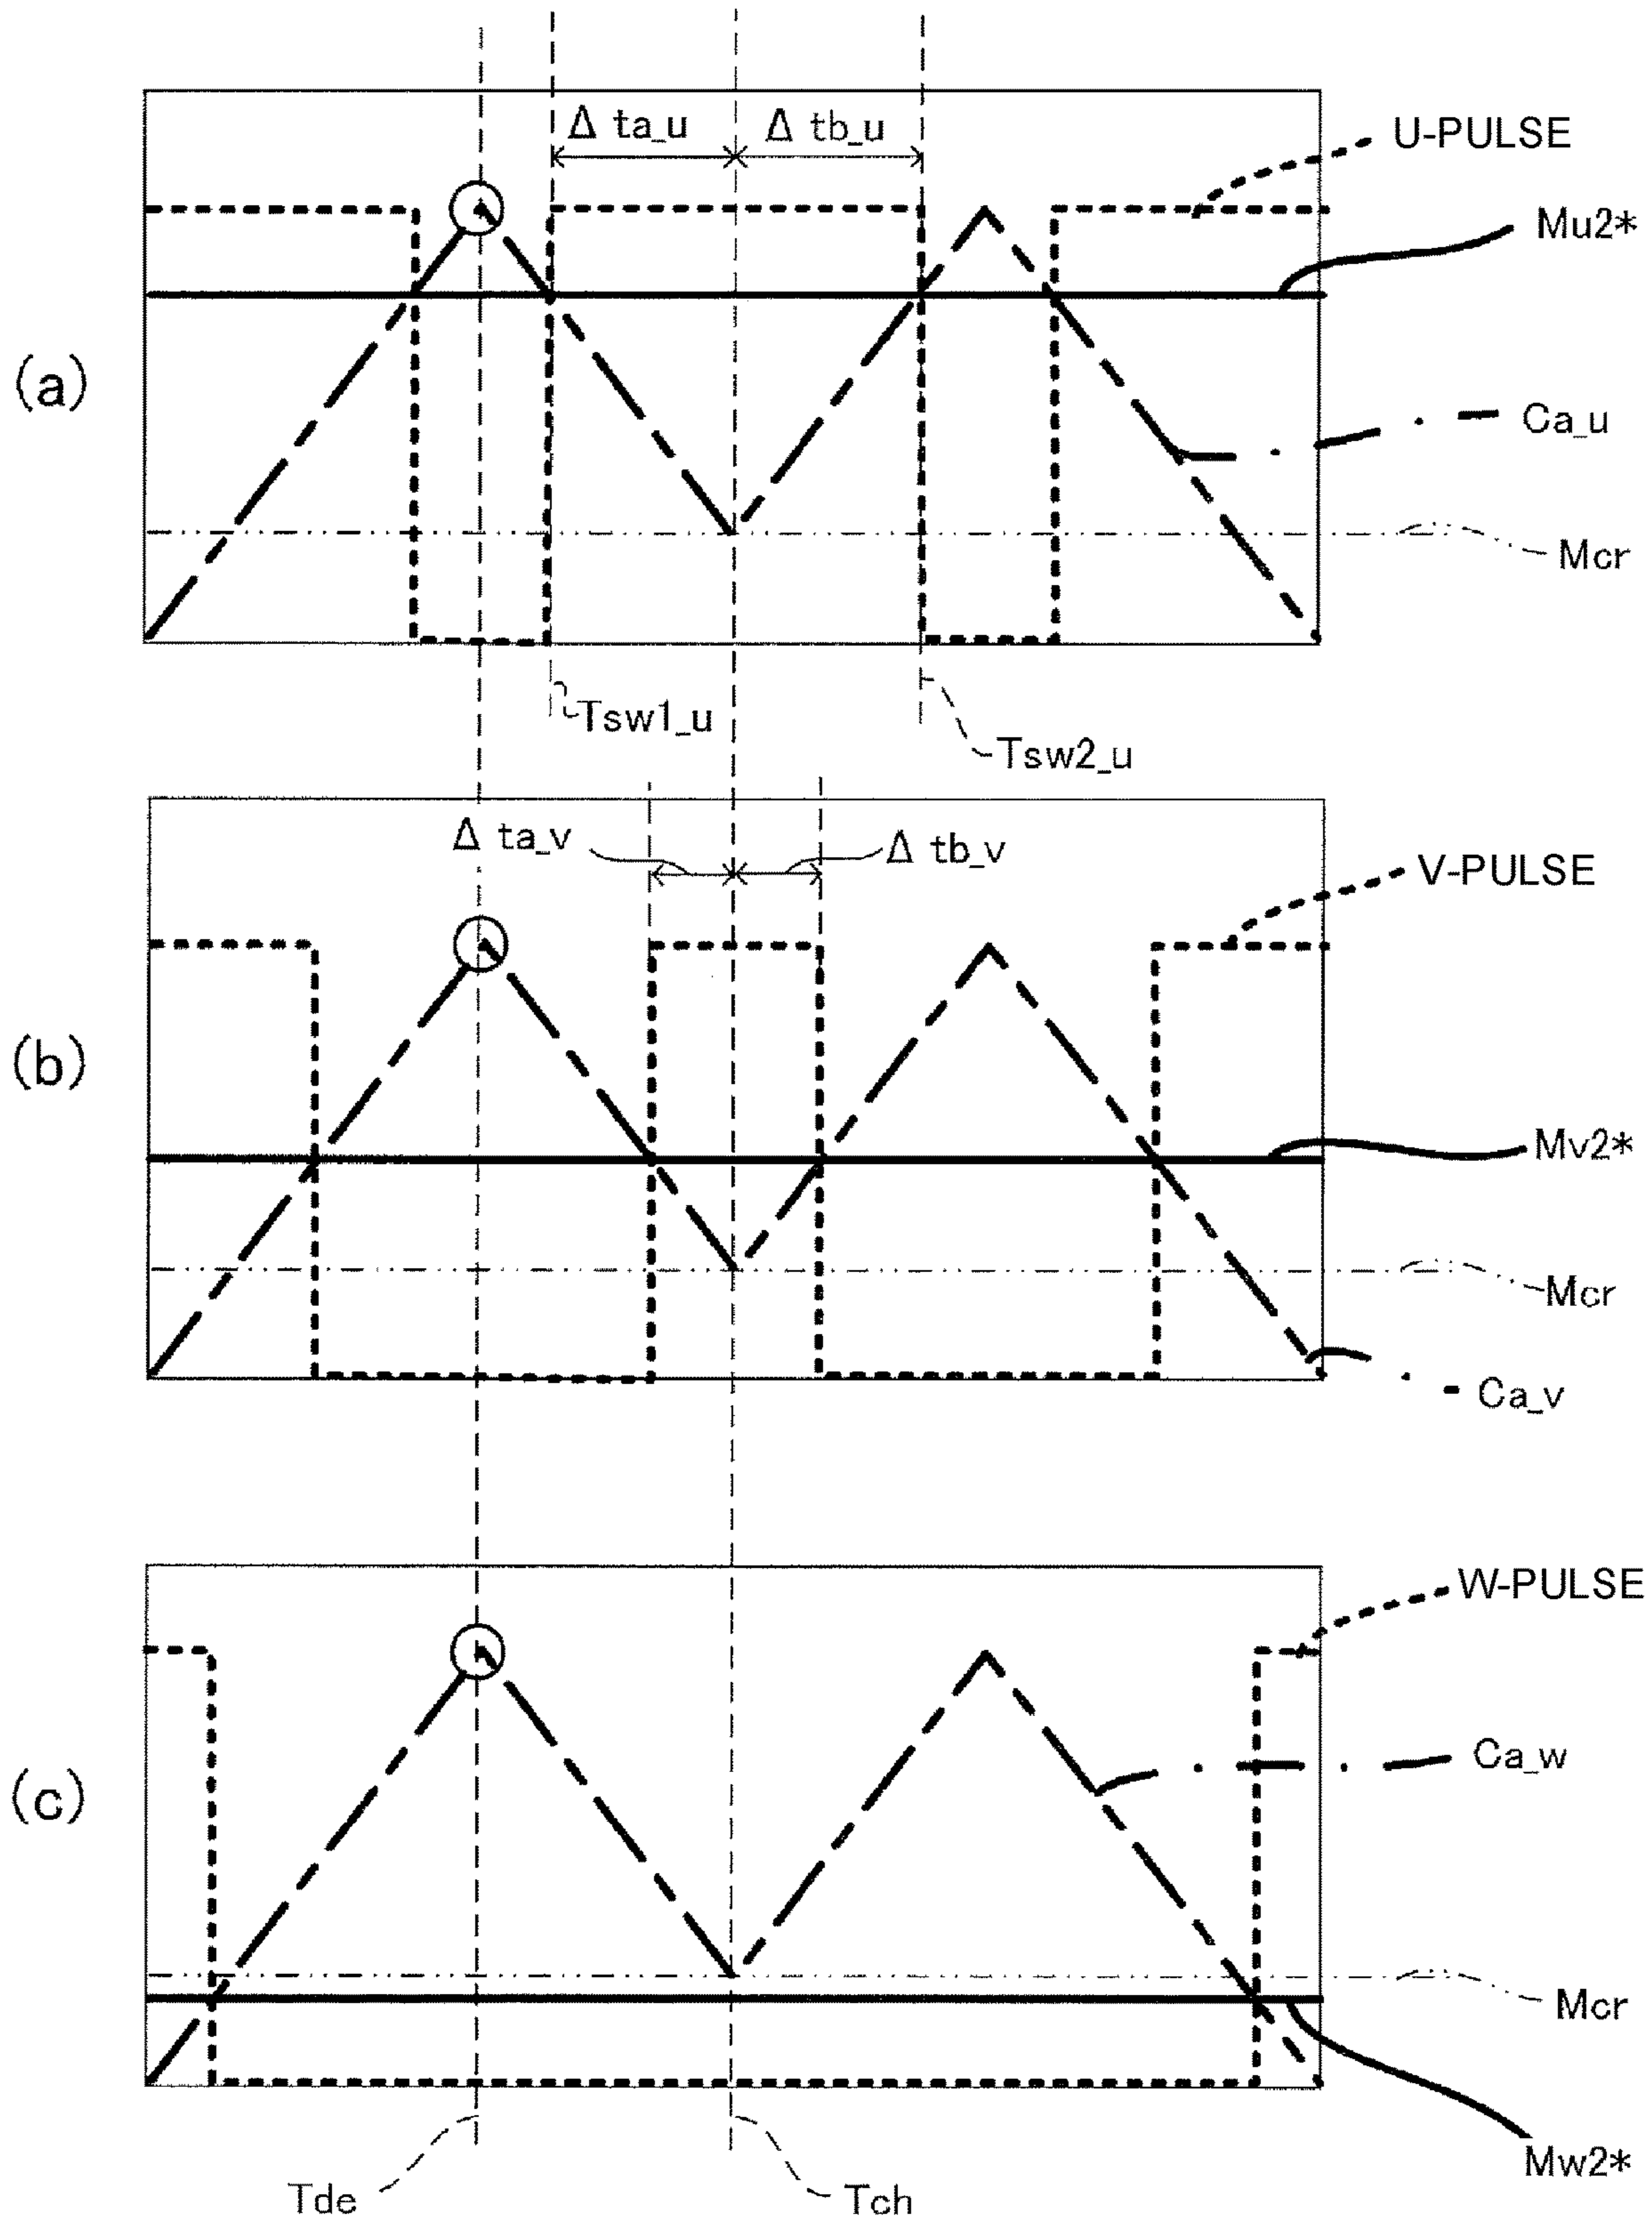 (a)
Δ ta_u
Δ tb_u
U-PULSE
Mu2*
Ca_u
Mcr
Tsw1_u
Tsw2_u
(b)
Δ ta_v
Δ tb_v
V-PULSE
Mv2*
Mcr
Ca_v
(c)
W-PULSE
Ca_w
Mcr
Mw2*
Tde
Tch